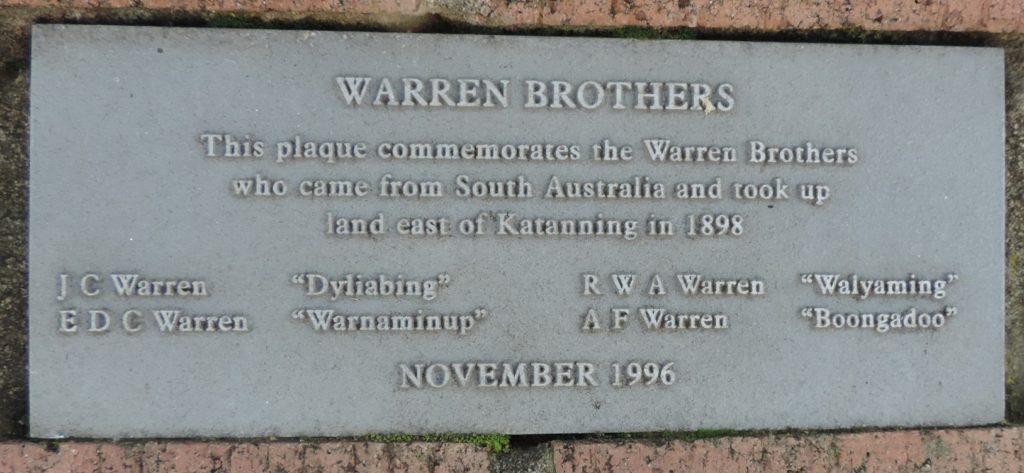 WARREN BROTHERS
This plaque commemorates the Warren Brothers
who came from South Australia and took up
land east of Katanning in 1898
J C Warren “Dyliabing” R W A Warren “Walyaming”
E D C Warren “Warnaminup” A F Warren “Boongadoo”
NOVEMBER 1996